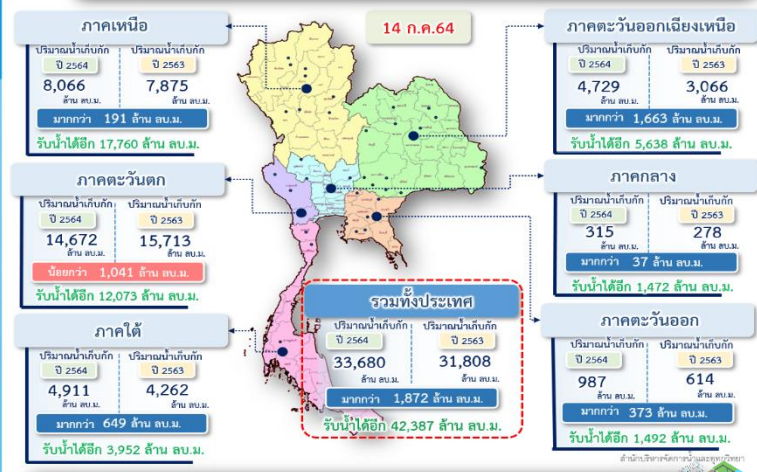 14 ก.ค.64
ภาคเหนือ
ปริมาณน้ำเก็บกัก ปริมาณน้ำเก็บกัก
ปี 2564 ปี 2563
8,066 7,875
ล้าน ลบ.ม. ล้าน ลบ.ม.
มากกว่า 191 ล้าน ลบ.ม.
รับน้ำได้อีก 17,760 ล้าน ลบ.ม.
ภาคตะวันออกเฉียงเหนือ
ปริมาณน้ำเก็บกัก ปริมาณน้ำเก็บกัก
ปี 2564 ปี 2563
4,729 3,066
ล้าน ลบ.ม. ล้าน ลบ.ม.
มากกว่า 1,663 ล้าน ลบ.ม.
รับน้ำได้อีก 5,638 ล้าน ลบ.ม.
ภาคตะวันตก
ปริมาณน้ำเก็บกัก ปริมาณน้ำเก็บกัก
ปี 2564 ปี 2563
14,672 15,713
ล้าน ลบ.ม. ล้าน ลบ.ม.
น้อยกว่า 1,041 ล้าน ลบ.ม.
รับน้ำได้อีก 12,073 ล้าน ลบ.ม.
ภาคกลาง
ปริมาณน้ำเก็บกัก ปริมาณน้ำเก็บกัก
ปี 2564 ปี 2563
315 278
ล้าน ลบ.ม. ล้าน ลบ.ม.
มากกว่า 37 ล้าน ลบ.ม.
รับน้ำได้อีก 1,472 ล้าน ลบ.ม.
ภาคใต้
ปริมาณน้ำเก็บกัก ปริมาณน้ำเก็บกัก
ปี 2564 ปี 2563
4,911 4,262
ล้าน ลบ.ม. ล้าน ลบ.ม.
มากกว่า 649 ล้าน ลบ.ม.
รับน้ำได้อีก 3,952 ล้าน ลบ.ม.
รวมทั้งประเทศ
ปริมาณน้ำเก็บกัก ปริมาณน้ำเก็บกัก
ปี 2564 ปี 2563
33,680 31,808
ล้าน ลบ.ม. ล้าน ลบ.ม.
มากกว่า 1,872 ล้าน ลบ.ม.
รับน้ำได้อีก 42,387 ล้าน ลบ.ม.
ภาคตะวันออก
ปริมาณน้ำเก็บกัก ปริมาณน้ำเก็บกัก
ปี 2564 ปี 2563
987 614
ล้าน ลบ.ม. ล้าน ลบ.ม.
มากกว่า 373 ล้าน ลบ.ม.
รับน้ำได้อีก 1,492 ล้าน ลบ.ม.
สำนักบริหารจัดการน้ำและอุทกวิทยา